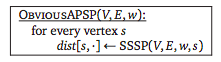 OBVIOUSAPSP(V, E, w):
for every vertex s
dist[s, ·] ← SSSP(V, E, w, s)